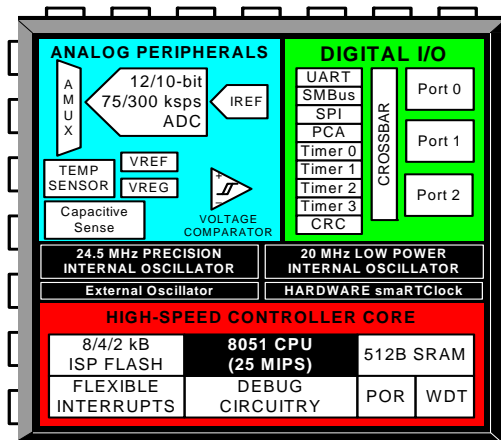 ANALOG PERIPHERALS
AMUX
12/10-bit
75/300 ksps
ADC
IREF
TEMP
SENSOR
VREF
VREG
Capacitive
Sense
+
-
VOLTAGE
COMPARATOR
DIGITAL I/O
UART
SMBus
SPI
PCA
Timer 0
Timer 1
Timer 2
Timer 3
CRC
CROSSBAR
Port 0
Port 1
Port 2
24.5 MHz PRECISION
INTERNAL OSCILLATOR
20 MHz LOW POWER
INTERNAL OSCILLATOR
External Oscillator
HARDWARE smaRTClock
HIGH-SPEED CONTROLLER CORE
8/4/2 kB
ISP FLASH
8051 CPU
(25 MIPS)
512B SRAM
FLEXIBLE
INTERRUPTS
DEBUG
CIRCUITRY
POR
WDT